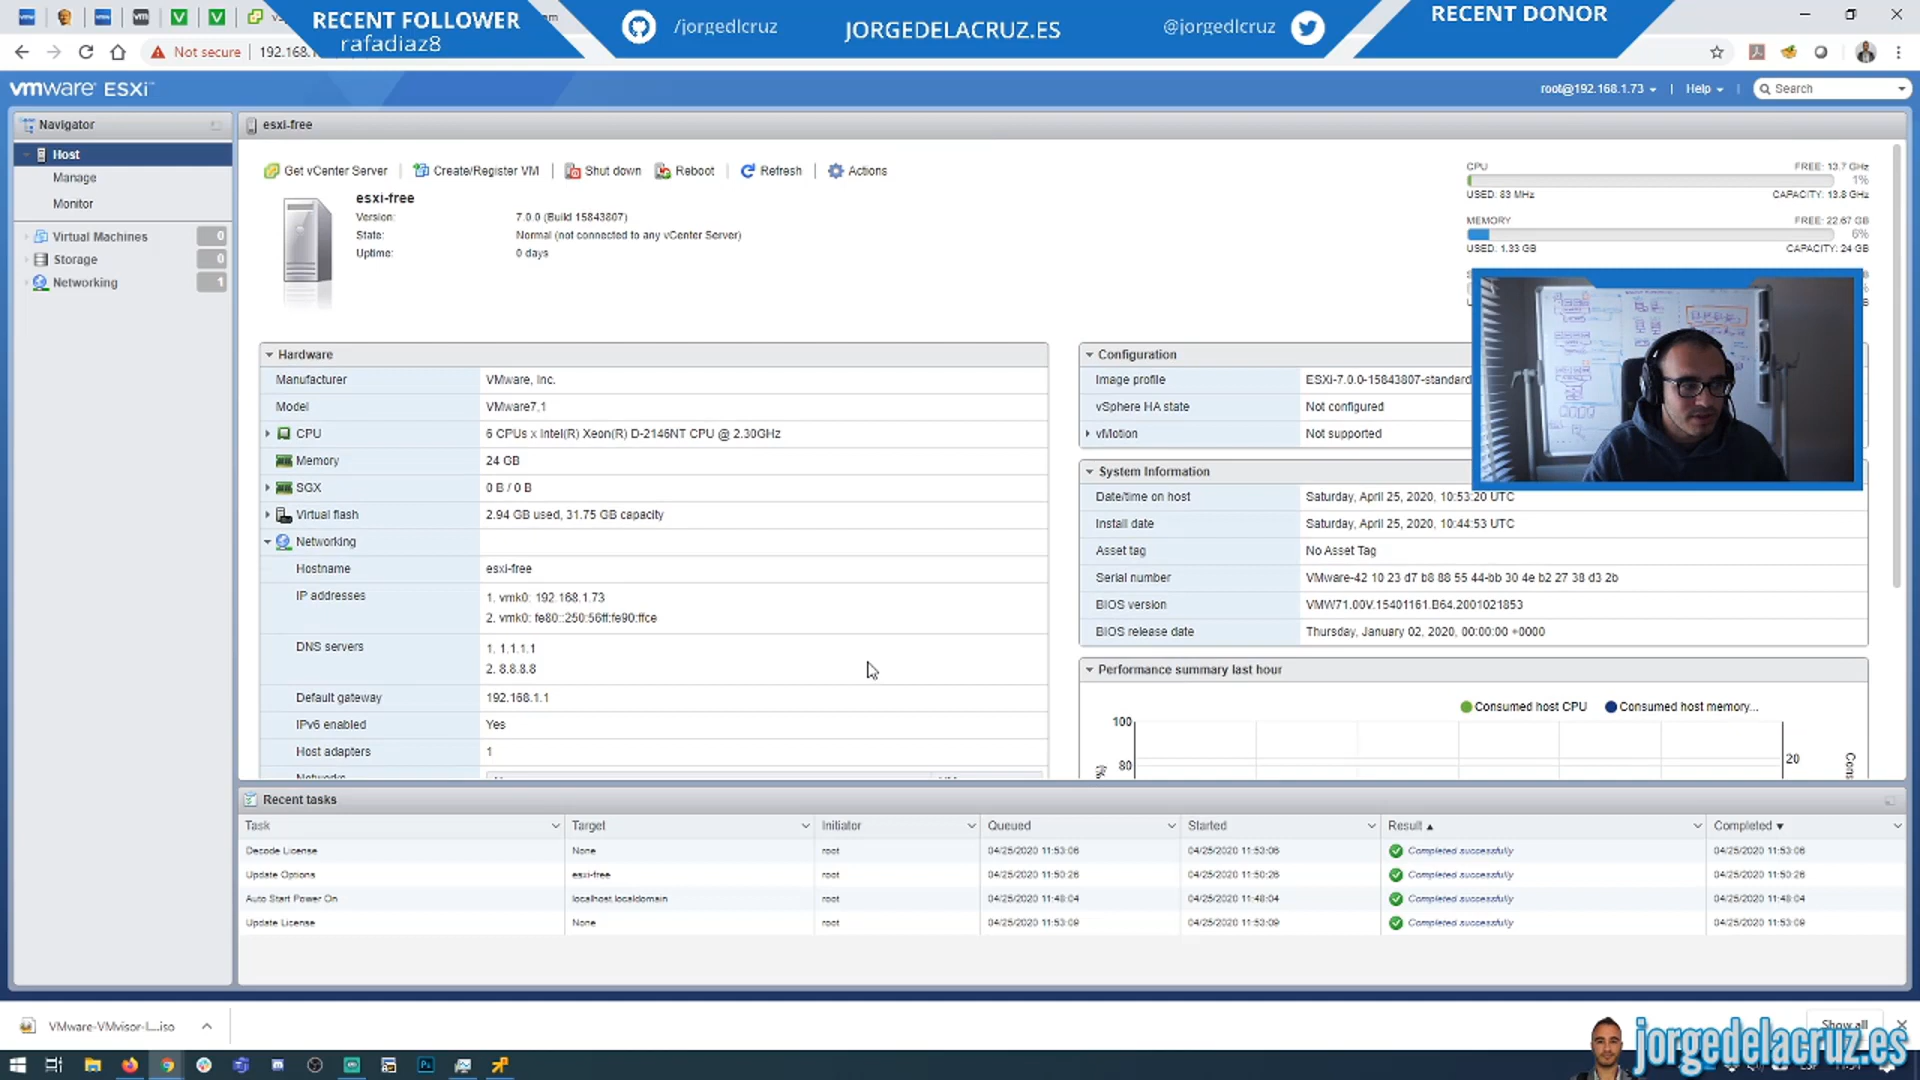 RECENT FOLLOWER
rafadiaz8
/jorgedlcruz
JORGEDELACRUZ.ES
@jorgedlcruz
RECENT DONOR
Not secure
192.168.1
vmware ESXi
root@192.168.1.73
Help
Search
Navigator
Host
Manage
Monitor
Virtual Machines 0
Storage 0
Networking 1
esxi-free
Get vCenter Server
Create/Register VM
Shut down
Reboot
Refresh
Actions
esxi-free
Version: 7.0.0 (Build 15843807)
State: Normal (not connected to any vCenter Server)
Uptime: 0 days
CPU FREE: 13.7 GHz
1%
USED: 83 MHz CAPACITY: 13.8 GHz
MEMORY FREE: 22.67 GB
6%
USED: 1.33 GB CAPACITY: 24 GB
Hardware
Manufacturer VMware, Inc.
Model VMware7,1
CPU 6 CPUs x Intel(R) Xeon(R) D-2146NT CPU @ 2.30GHz
Memory 24 GB
SGX 0 B / 0 B
Virtual flash 2.94 GB used, 31.75 GB capacity
Networking
Hostname esxi-free
IP addresses 1. vmk0: 192.168.1.73
2. vmk0: fe80::250:56ff:fe90:ffce
DNS servers 1. 1.1.1.1
2. 8.8.8.8
Default gateway 192.168.1.1
IPv6 enabled Yes
Host adapters 1
Networks
Configuration
Image profile ESXi-7.0.0-15843807-standard
vSphere HA state Not configured
vMotion Not supported
System Information
Date/time on host Saturday, April 25, 2020, 10:53:20 UTC
Install date Saturday, April 25, 2020, 10:44:53 UTC
Asset tag No Asset Tag
Serial number VMware-42 10 23 d7 b8 88 55 44-bb 30 4e b2 27 38 d3 2b
BIOS version VMW71.00V.15401161.B64.2001021853
BIOS release date Thursday, January 02, 2020, 00:00:00 +0000
Performance summary last hour
Consumed host CPU
Consumed host memory...
100
80
20
Recent tasks
Task Target Initiator Queued Started Result Completed
Decode License None root 04/25/2020 11:53:06 04/25/2020 11:53:06 Completed successfully 04/25/2020 11:53:06
Update Options esxi-free root 04/25/2020 11:50:26 04/25/2020 11:50:26 Completed successfully 04/25/2020 11:50:26
Auto Start Power On localhost.localdomain root 04/25/2020 11:48:04 04/25/2020 11:48:04 Completed successfully 04/25/2020 11:48:04
Update License None root 04/25/2020 11:53:09 04/25/2020 11:53:09 Completed successfully 04/25/2020 11:53:09
VMware-VMvisor-I....iso
Show all
jorgedelacruz.es